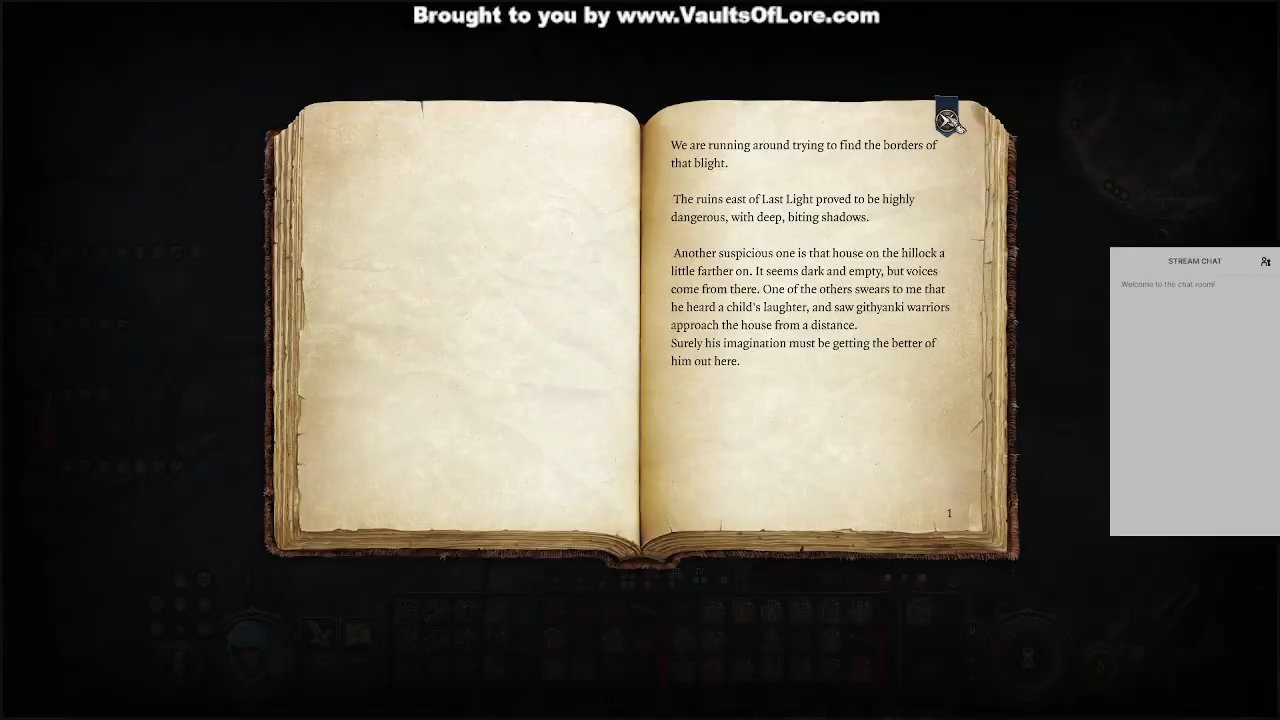 Brought to you by www.VaultsOfLore.com
We are running around trying to find the borders of
that blight.
The ruins east of Last Light proved to be highly
dangerous, with deep, biting shadows.
Another suspicious one is that house on the hillock a
little farther on. It seems dark and empty, but voices
come from there. One of the others swears to me that
he heard a child's laughter, and saw githyanki warriors
approach the house from a distance.
Surely his imagination must be getting the better of
him out here.
1
STREAM CHAT
Welcome to the chat room!